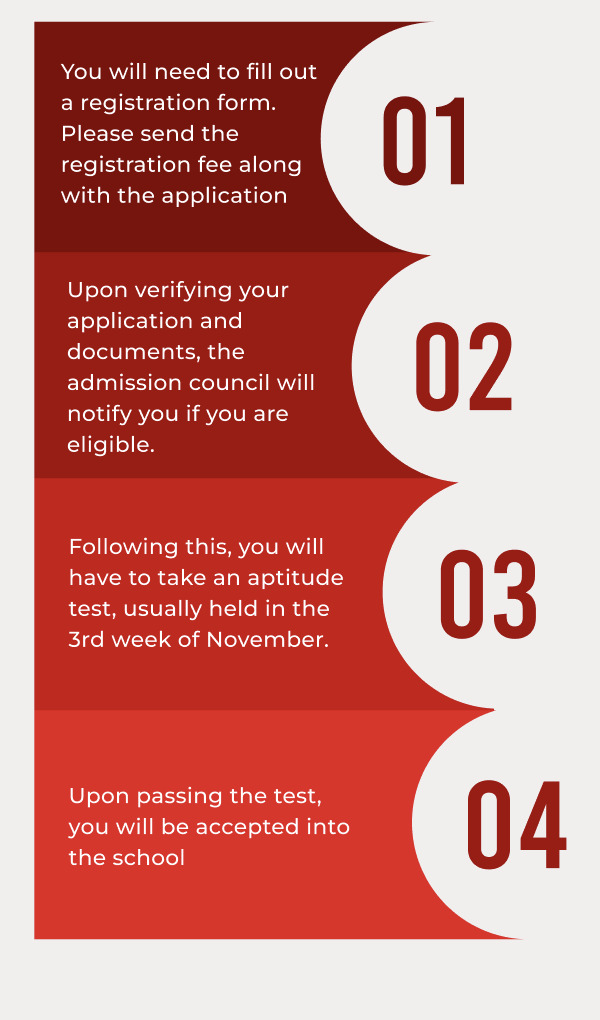 You will need to fill out
a registration form.
Please send the
registration fee along
with the application
01
Upon verifying your
application and
documents, the
admission council will
notify you if you are
eligible.
02
Following this, you will
have to take an aptitude
test, usually held in the
3rd week of November.
03
Upon passing the test,
you will be accepted into
the school
04